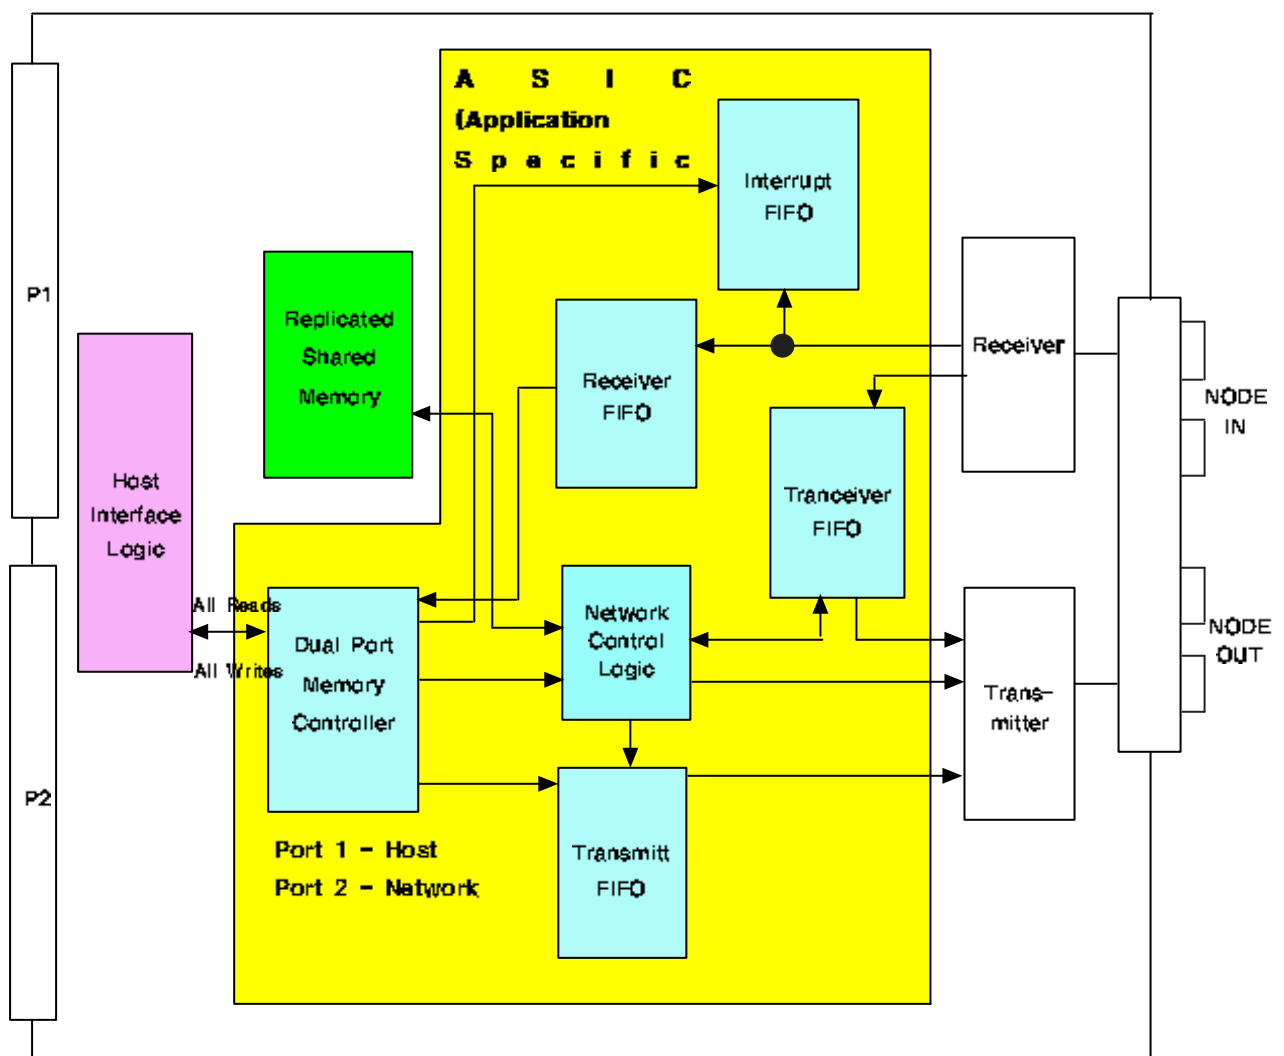 A S I C
(Application
S p e c i f i c
Interrupt
FIFO
P1
Replicated
Shared
Memory
Receiver
FIFO
Receiver
NODE
IN
Host
Interface
Logic
Tranceiver
FIFO
All Reads
All Writes
Dual Port
Memory
Controller
Network
Control
Logic
NODE
OUT
Trans-
mitter
P2
Port 1 - Host
Port 2 - Network
Transmitt
FIFO